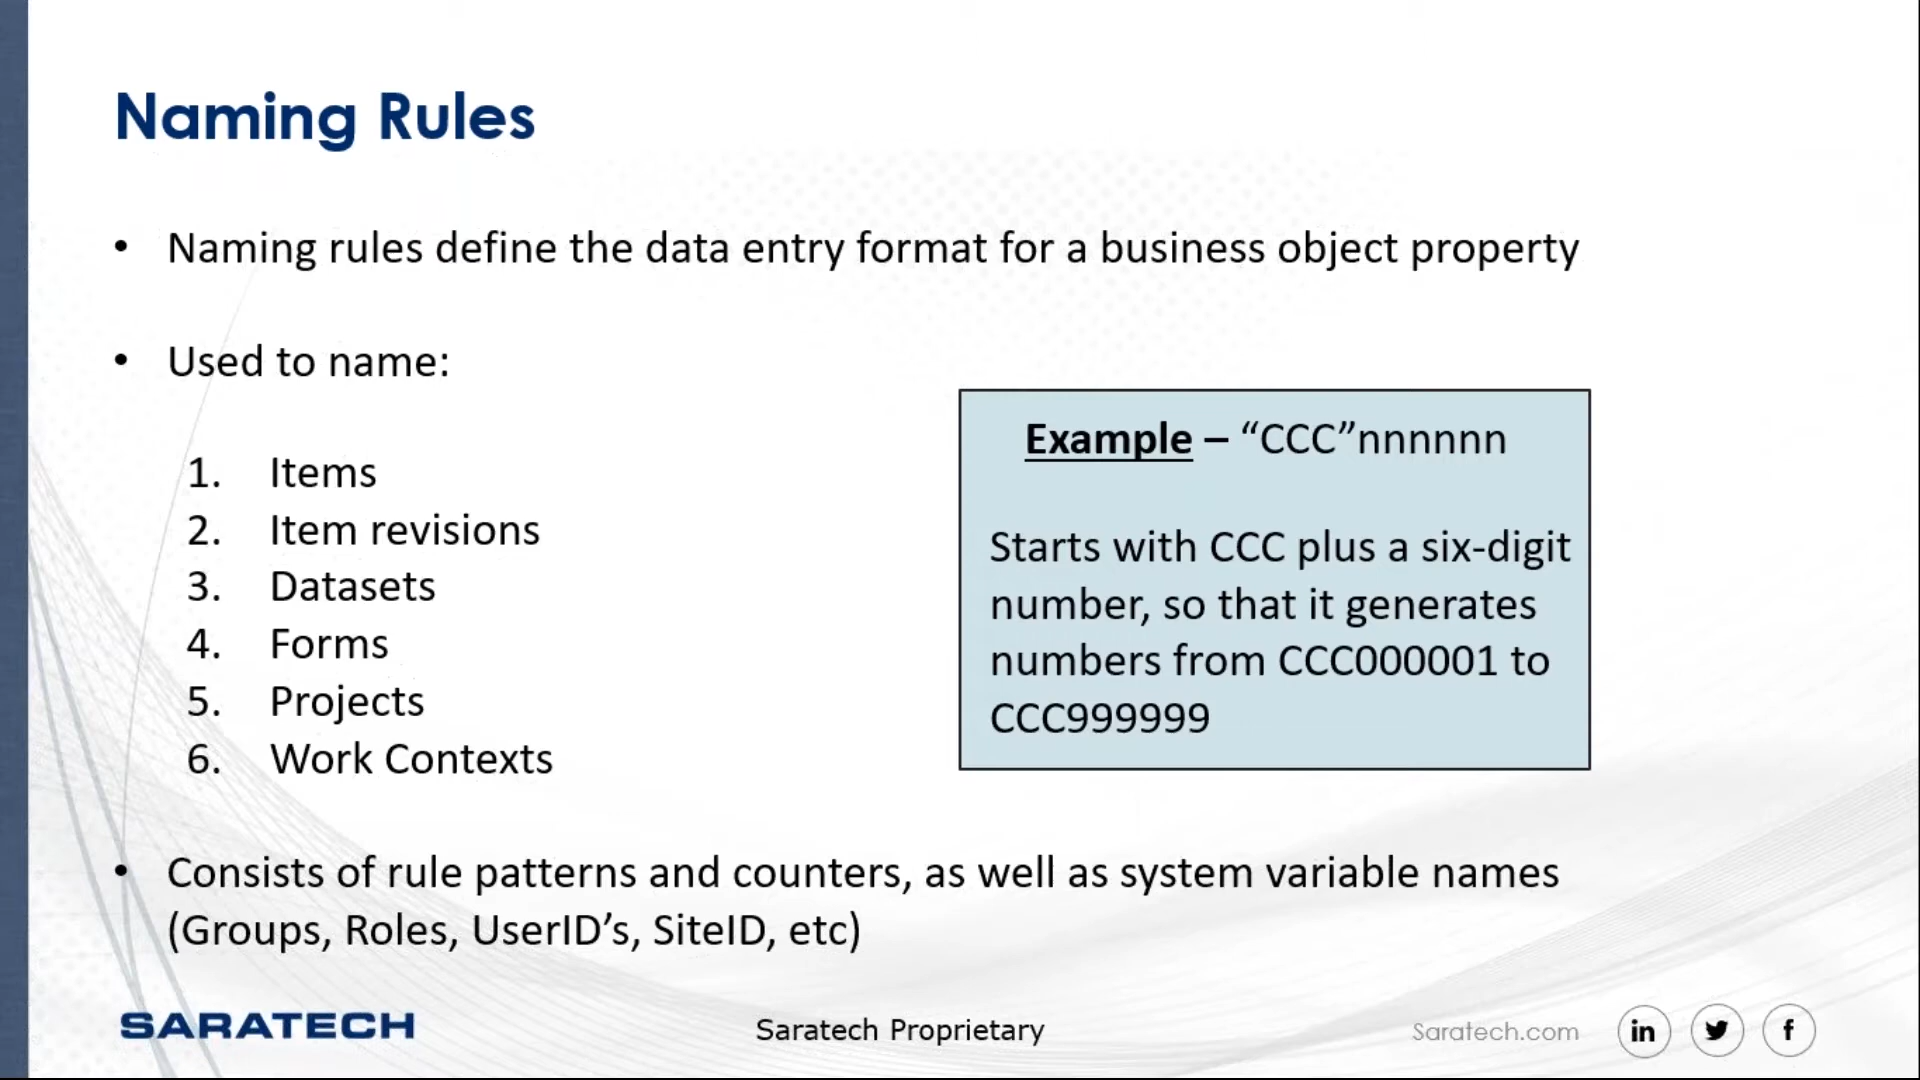 Naming Rules
• Naming rules define the data entry format for a business object property
• Used to name:
1. Items
2. Item revisions
3. Datasets
4. Forms
5. Projects
6. Work Contexts
Example – “CCC”nnnnnn
Starts with CCC plus a six-digit
number, so that it generates
numbers from CCC000001 to
CCC999999
• Consists of rule patterns and counters, as well as system variable names
(Groups, Roles, UserID’s, SiteID, etc)
SARATECH
Saratech Proprietary
Saratech.com
in
f